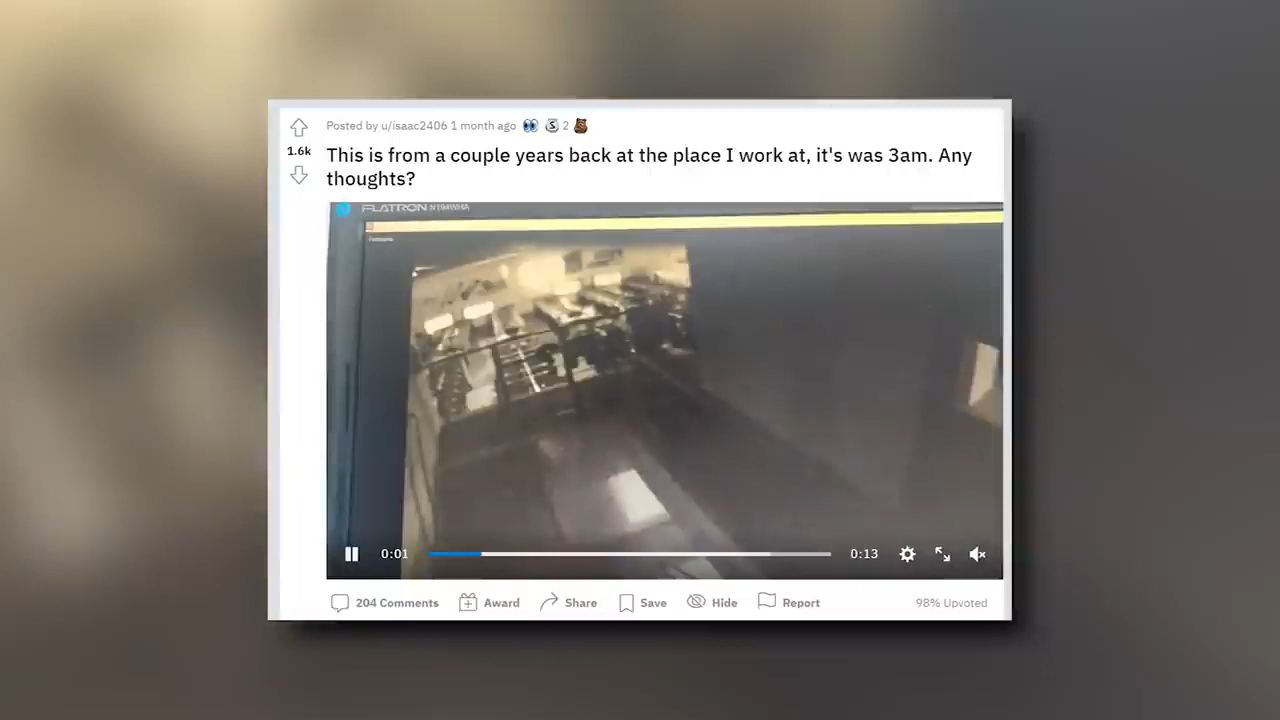 Posted by u/isaac2406 1 month ago
2
1.6k
This is from a couple years back at the place I work at, it's was 3am. Any
thoughts?
FLATRON N194WHA
0:01
0:13
204 Comments
Award
Share
Save
Hide
Report
98% Upvoted